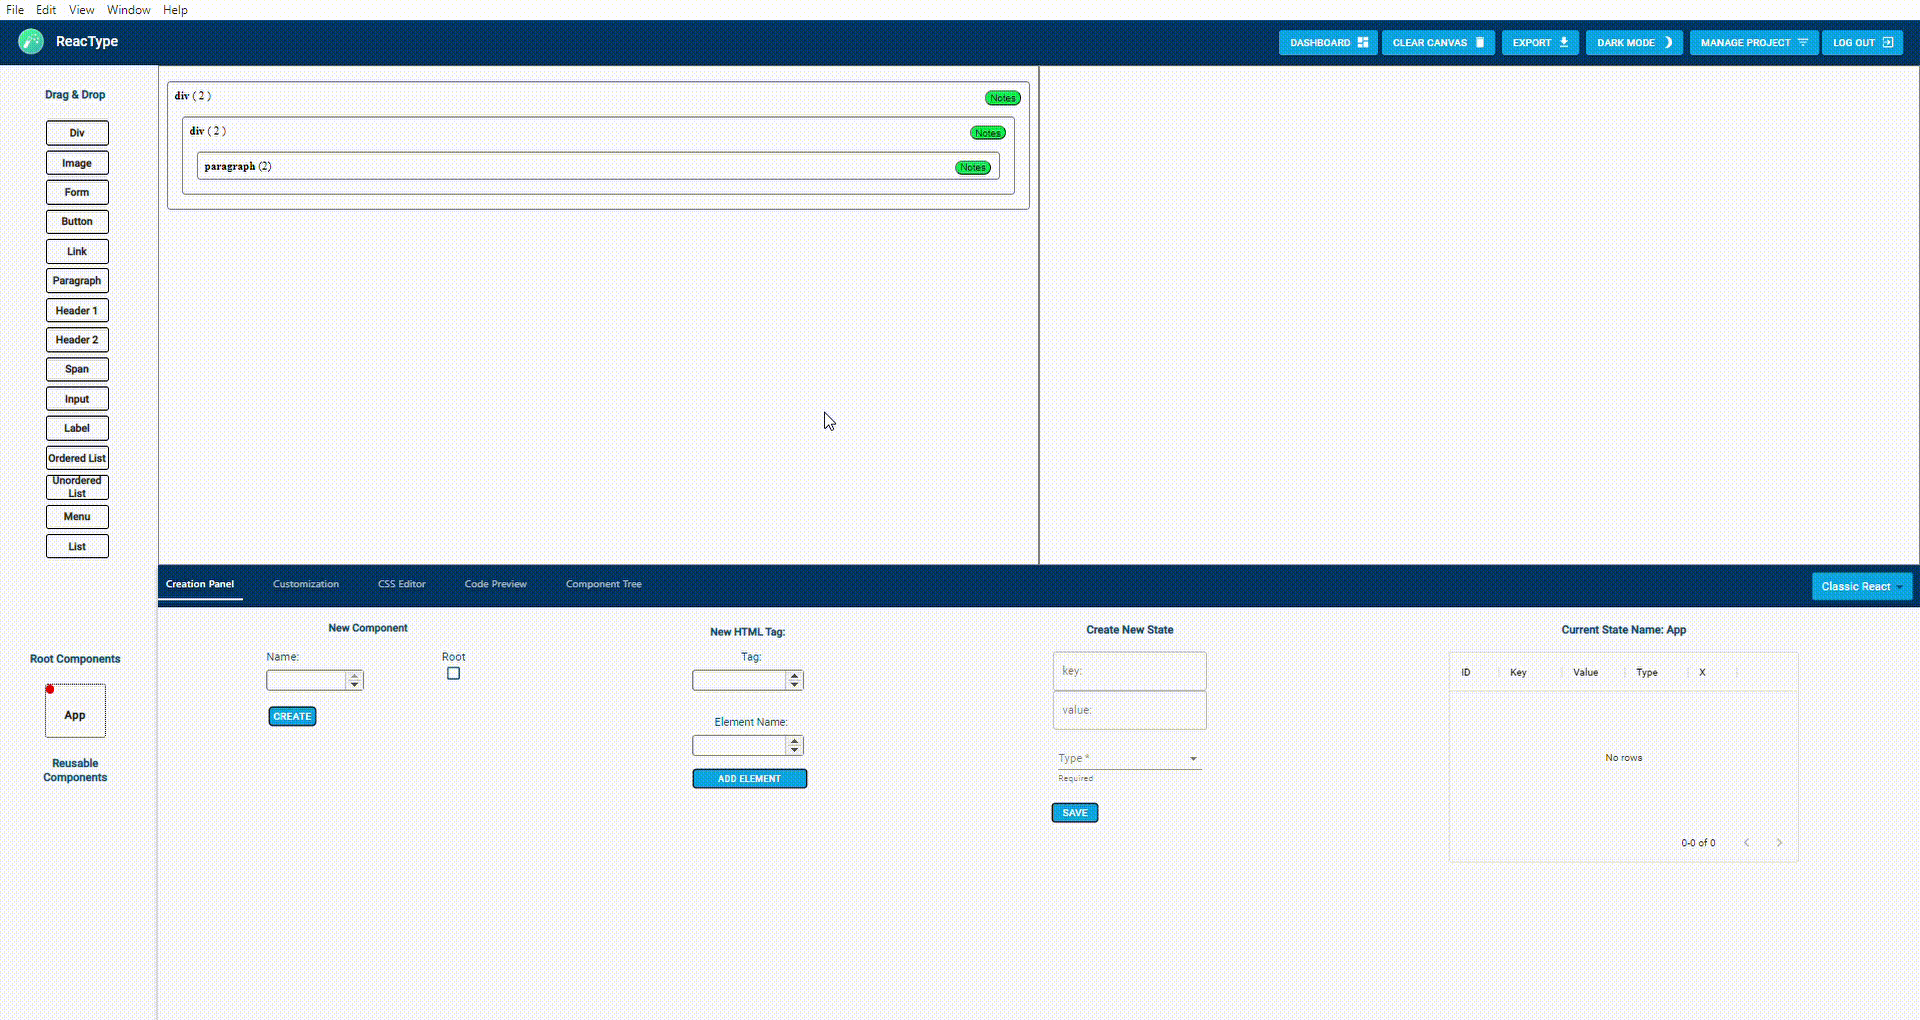 File Edit View Window Help
ReacType
DASHBOARD CLEAR CANVAS EXPORT DARK MODE MANAGE PROJECT LOG OUT
Drag & Drop
Div
Image
Form
Button
Link
Paragraph
Header 1
Header 2
Span
Input
Label
Ordered List
Unordered
List
Menu
List
Root Components
App
Reusable
Components
div ( 2 ) Notes
div ( 2 ) Notes
paragraph (2) Notes
Creation Panel Customization CSS Editor Code Preview Component Tree Classic React
New Component
Name: Root
CREATE
New HTML Tag:
Tag:
Element Name:
ADD ELEMENT
Create New State
key:
value:
Type *
Required
SAVE
Current State Name: App
ID Key Value Type X
No rows
0-0 of 0